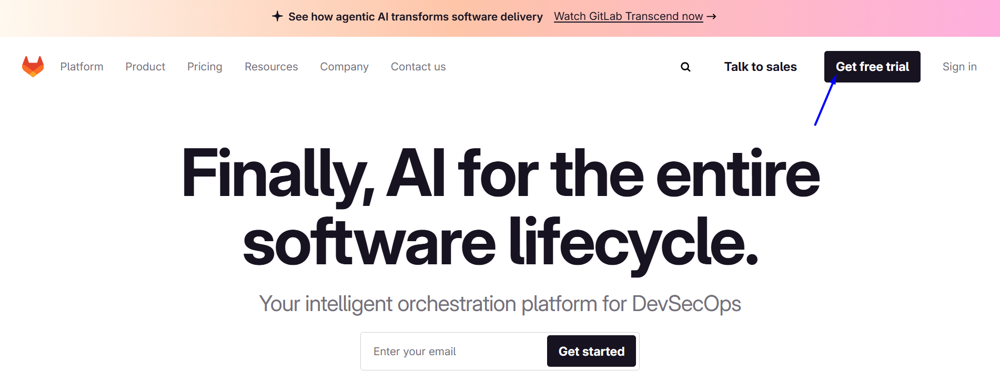 See how agentic AI transforms software delivery Watch GitLab Transcend now →
Platform Product Pricing Resources Company Contact us Talk to sales Get free trial Sign in
Finally, AI for the entire
software lifecycle.
Your intelligent orchestration platform for DevSecOps
Enter your email Get started